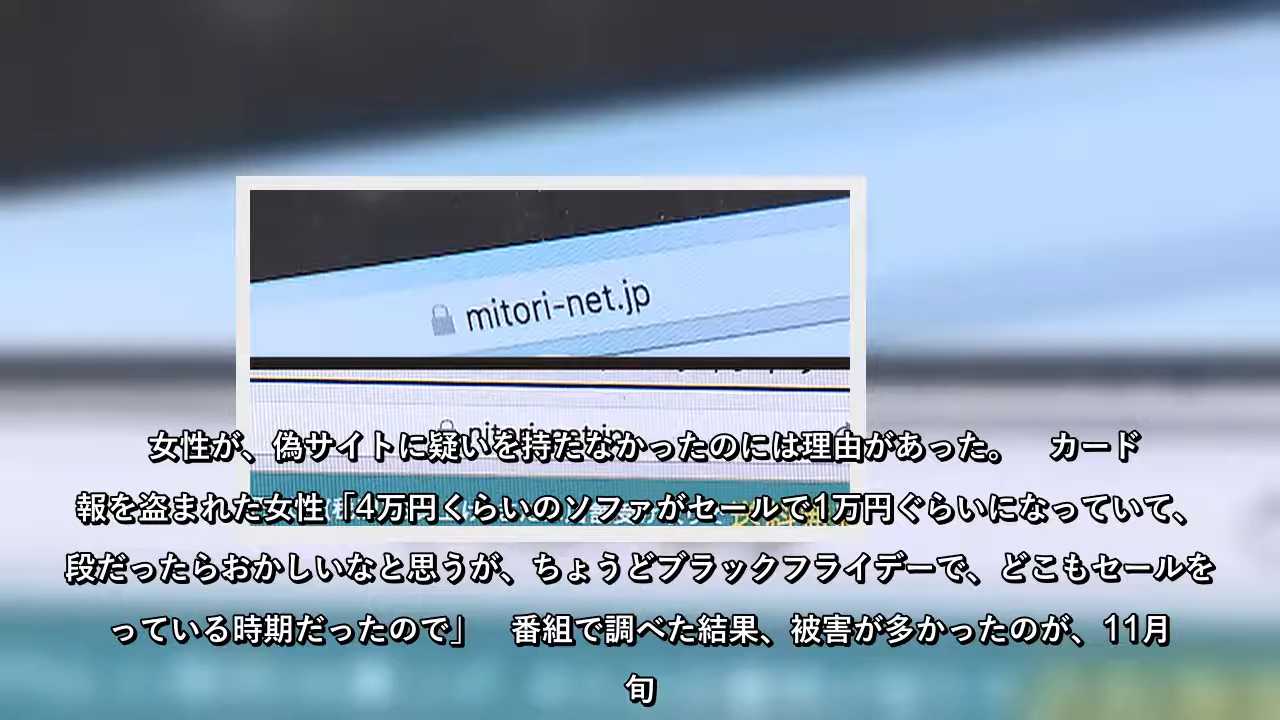 mitori-net.jp
nitori-net.jp
女性が、偽サイトに疑いを持たなかったのには理由があった。　カード
報を盗まれた女性「4万円くらいのソファがセールで1万円ぐらいになっていて、
段だったらおかしいなと思うが、ちょうどブラックフライデーで、どこもセールを
っている時期だったので」　番組で調べた結果、被害が多かったのが、11月
旬